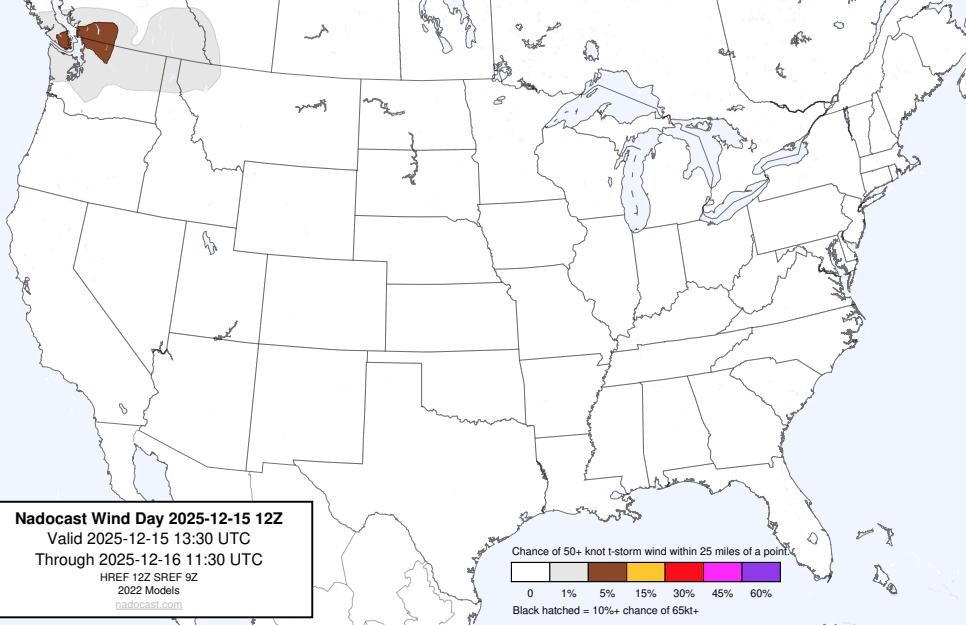 Nadocast Wind Day 2025-12-15 12Z
Valid 2025-12-15 13:30 UTC
Through 2025-12-16 11:30 UTC
HREF 12Z SREF 9Z
2022 Models
nadocast.com
Chance of 50+ knot t-storm wind within 25 miles of a point.
0 1% 5% 15% 30% 45% 60%
Black hatched = 10%+ chance of 65kt+